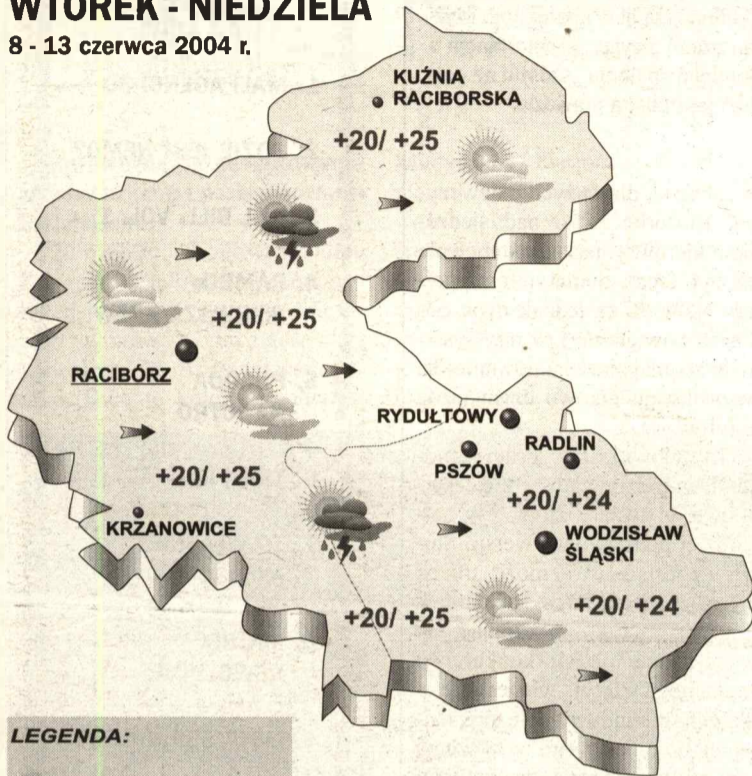 WTOREK - NIEDZIELA
8 - 13 czerwca 2004 r.
KUŹNIA
RACIBORSKA
+20/ +25
+20/ +25
RACIBÓRZ
RYDUŁTOWY
RADLIN
PSZÓW
+20/ +25
+20/ +24
KRZANOWICE
WODZISŁAW
ŚLĄSKI
+20/ +25
+20/ +24
LEGENDA: